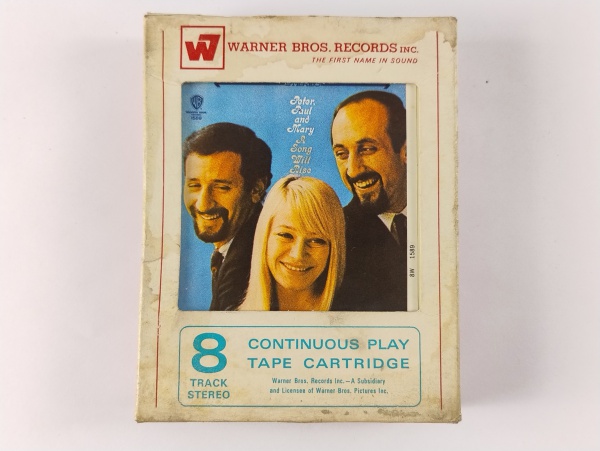 WARNER BROS. RECORDS INC.
THE FIRST NAME IN SOUND
Peter,
Paul
and
Mary
A
Song
Will
Rise
8W 1589
8
TRACK
STEREO
CONTINUOUS PLAY
TAPE CARTRIDGE
Warner Bros. Records Inc.—A Subsidiary
and Licensee of Warner Bros. Pictures Inc.